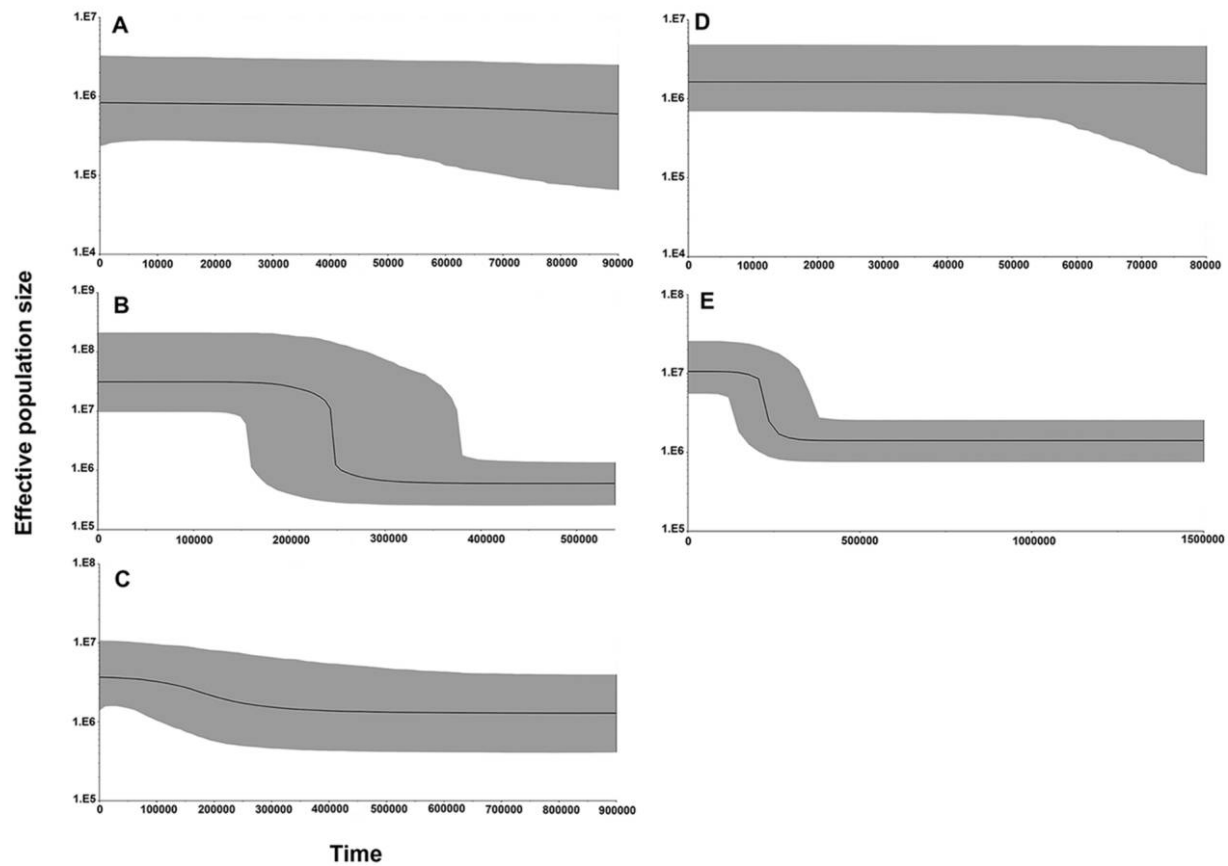 A
1.E7
1.E6
1.E5
1.E4
0 10000 20000 30000 40000 50000 60000 70000 80000 90000
D
1.E7
1.E6
1.E5
1.E4
0 10000 20000 30000 40000 50000 60000 70000 80000
Effective population size
B
1.E9
1.E8
1.E7
1.E6
1.E5
0 100000 200000 300000 400000 500000
E
1.E8
1.E7
1.E6
1.E5
0 500000 1000000 1500000
C
1.E8
1.E7
1.E6
1.E5
0 100000 200000 300000 400000 500000 600000 700000 800000 900000
Time